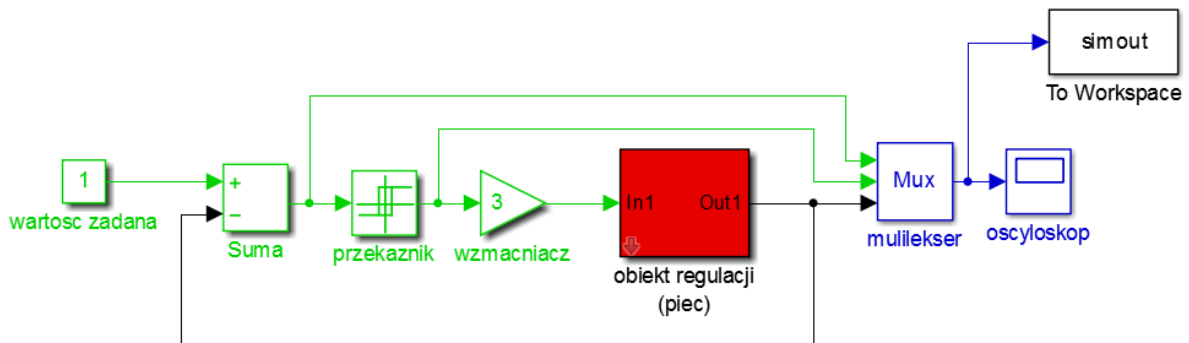 simout
To Workspace
1
wartosc zadana
+
−
Suma
przekaznik
3
wzmacniacz
In1 Out1
obiekt regulacji
(piec)
Mux
mulilekser
oscyloskop